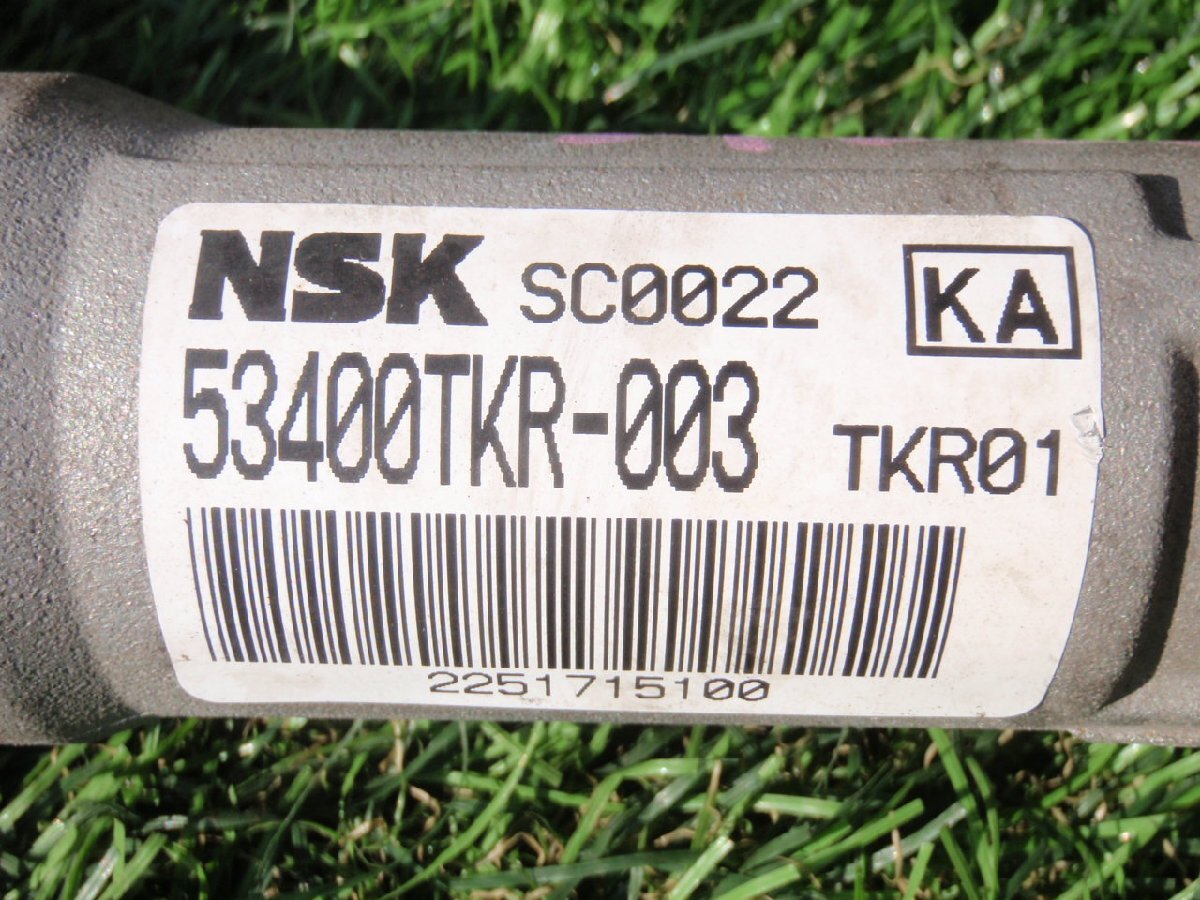 NSK SC0022 KA
53400TKR-003 TKR01
2251715100